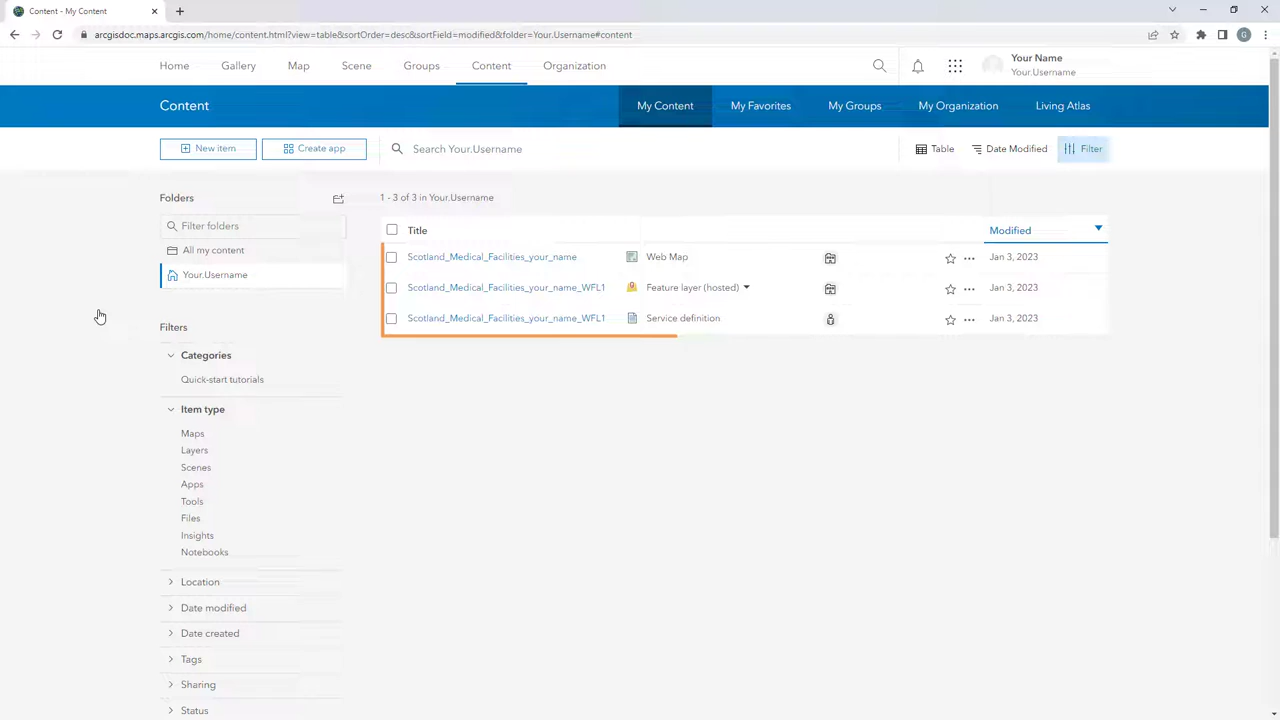 Content - My Content
arcgisdoc.maps.arcgis.com/home/content.html?view=table&sortOrder=desc&sortField=modified&folder=Your.Username#content
G
Home Gallery Map Scene Groups Content Organization
Your Name
Your.Username
Content My Content My Favorites My Groups My Organization Living Atlas
New item Create app Search Your.Username Table Date Modified Filter
Folders
1 - 3 of 3 in Your.Username
Filter folders
Title Modified
All my content
Scotland_Medical_Facilities_your_name Web Map Jan 3, 2023
Your.Username
Scotland_Medical_Facilities_your_name_WFL1 Feature layer (hosted) Jan 3, 2023
Scotland_Medical_Facilities_your_name_WFL1 Service definition Jan 3, 2023
Filters
Categories
Quick-start tutorials
Item type
Maps
Layers
Scenes
Apps
Tools
Files
Insights
Notebooks
Location
Date modified
Date created
Tags
Sharing
Status